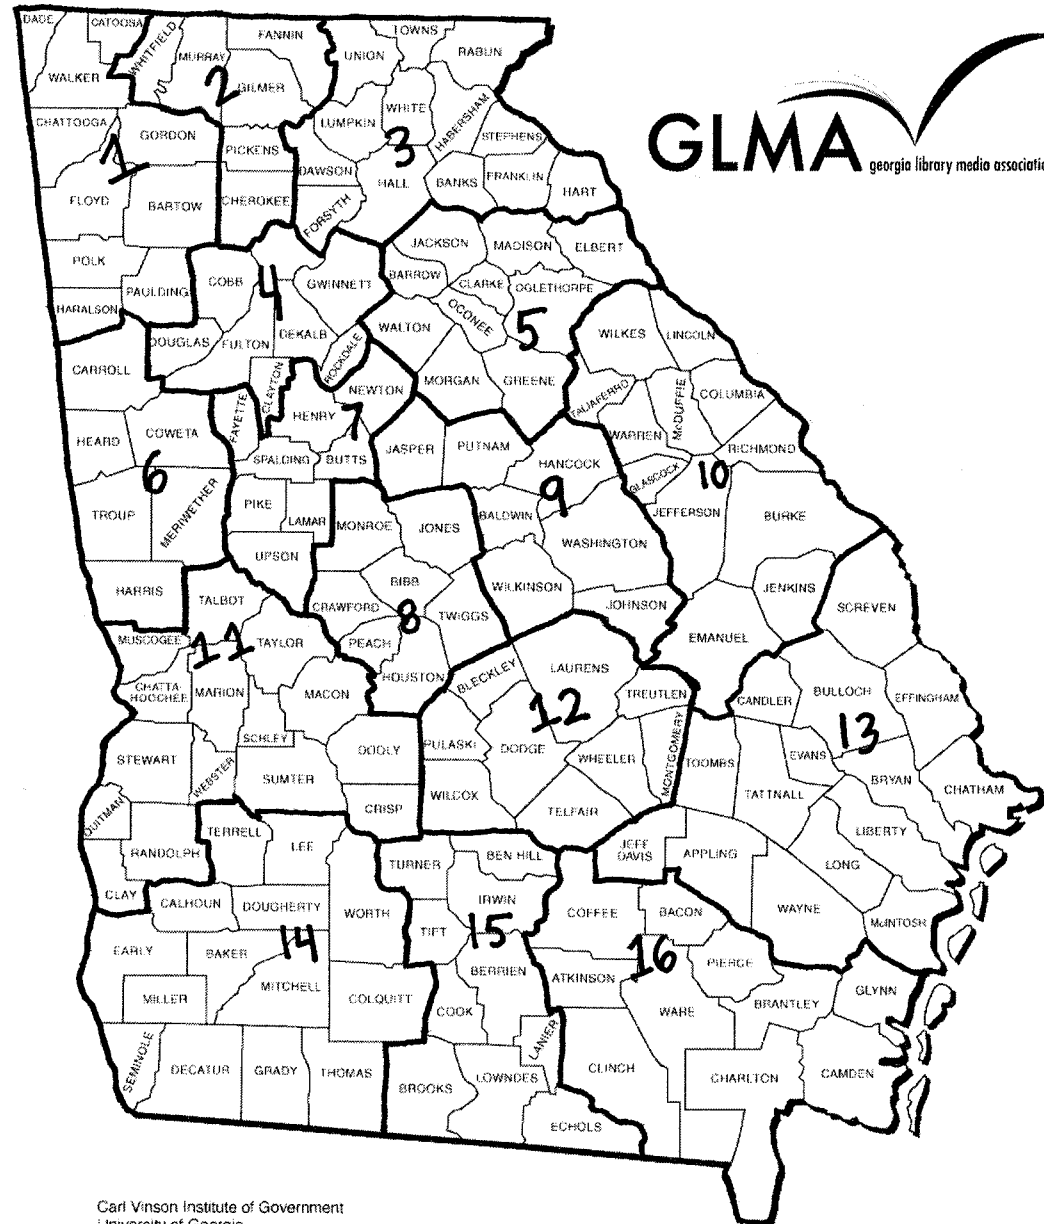 DADE
CATOOSA
WHITFIELD
MURRAY
FANNIN
UNION
TOWNS
RABUN
WALKER
2
GILMER
GLMA
georgia library media associatio
CHATTOOGA
1
GORDON
PICKENS
LUMPKIN
WHITE
3
HABERSHAM
STEPHENS
DAWSON
HALL
BANKS
FRANKLIN
HART
FLOYD
BARTOW
CHEROKEE
FORSYTH
POLK
PAULDING
COBB
4
GWINNETT
JACKSON
MADISON
ELBERT
BARROW
CLARKE
OGLETHORPE
OCONEE
5
HARALSON
DOUGLAS
FULTON
DEKALB
ROCKDALE
WALTON
WILKES
LINCOLN
CARROLL
CLAYTON
NEWTON
MORGAN
GREENE
TALIAFERRO
McDUFFIE
COLUMBIA
HEARD
COWETA
FAYETTE
HENRY
7
SPALDING
BUTTS
JASPER
PUTNAM
HANCOCK
WARREN
RICHMOND
6
9
GLASCOCK
10
TROUP
MERIWETHER
PIKE
LAMAR
MONROE
JONES
BALDWIN
WASHINGTON
JEFFERSON
BURKE
UPSON
HARRIS
TALBOT
BIBB
CRAWFORD
8
TWIGGS
WILKINSON
JOHNSON
JENKINS
SCREVEN
MUSCOGEE
11
TAYLOR
PEACH
HOUSTON
EMANUEL
CHATTA-
HOOCHEE
MARION
MACON
BLECKLEY
LAURENS
12
TREUTLEN
CANDLER
BULLOCH
EFFINGHAM
13
STEWART
WEBSTER
SCHLEY
SUMTER
DOOLY
PULASKI
DODGE
WHEELER
MONTGOMERY
TOOMBS
EVANS
BRYAN
CHATHAM
TATTNALL
QUITMAN
CRISP
WILCOX
TELFAIR
LIBERTY
RANDOLPH
TERRELL
LEE
TURNER
BEN HILL
JEFF
DAVIS
APPLING
LONG
CLAY
CALHOUN
DOUGHERTY
WORTH
IRWIN
COFFEE
BACON
WAYNE
McINTOSH
EARLY
BAKER
14
TIFT
15
16
PIERCE
MITCHELL
COLQUITT
BERRIEN
ATKINSON
MILLER
COOK
WARE
BRANTLEY
GLYNN
SEMINOLE
DECATUR
GRADY
THOMAS
BROOKS
LOWNDES
LANIER
CLINCH
CHARLTON
CAMDEN
ECHOLS
Carl Vinson Institute of Government
University of Georgia